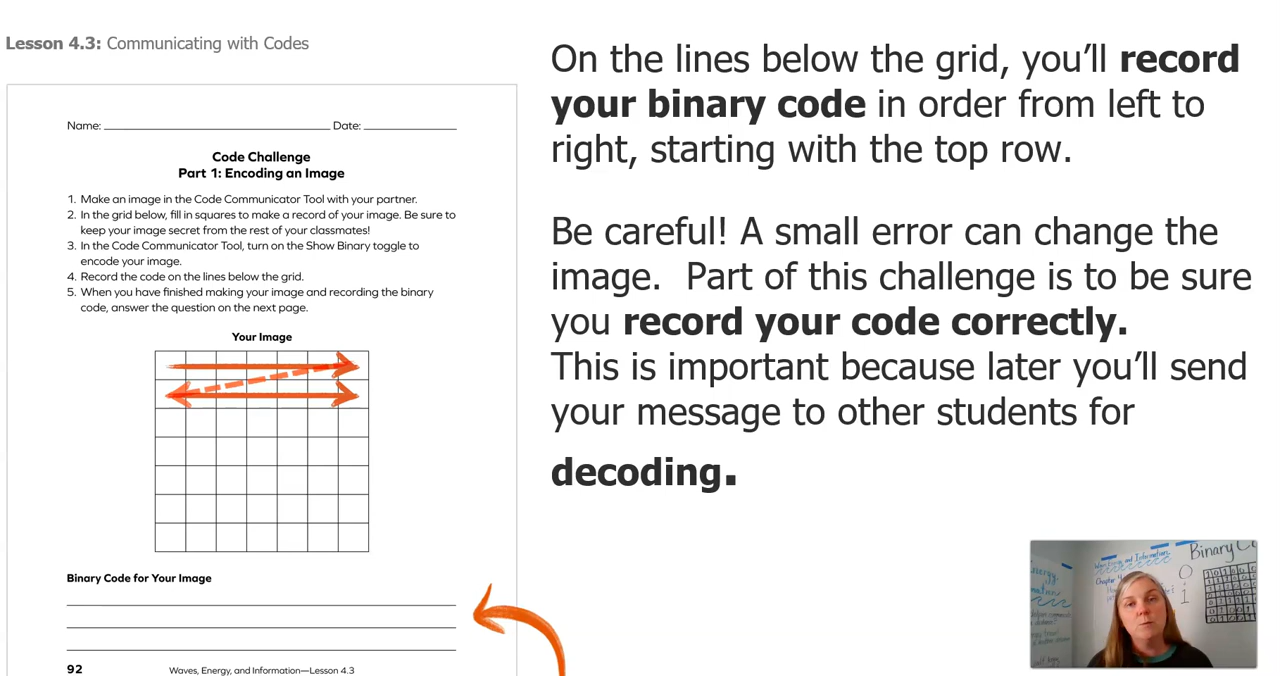 Lesson 4.3: Communicating with Codes
Name: Date:
Code Challenge
Part 1: Encoding an Image
1. Make an image in the Code Communicator Tool with your partner.
2. In the grid below, fill in squares to make a record of your image. Be sure to
keep your image secret from the rest of your classmates!
3. In the Code Communicator Tool, turn on the Show Binary toggle to
encode your image.
4. Record the code on the lines below the grid.
5. When you have finished making your image and recording the binary
code, answer the question on the next page.
Your Image
Binary Code for Your Image
92
Waves, Energy, and Information—Lesson 4.3
On the lines below the grid, you’ll record
your binary code in order from left to
right, starting with the top row.
Be careful! A small error can change the
image. Part of this challenge is to be sure
you record your code correctly.
This is important because later you’ll send
your message to other students for
decoding.
Binary
0
1